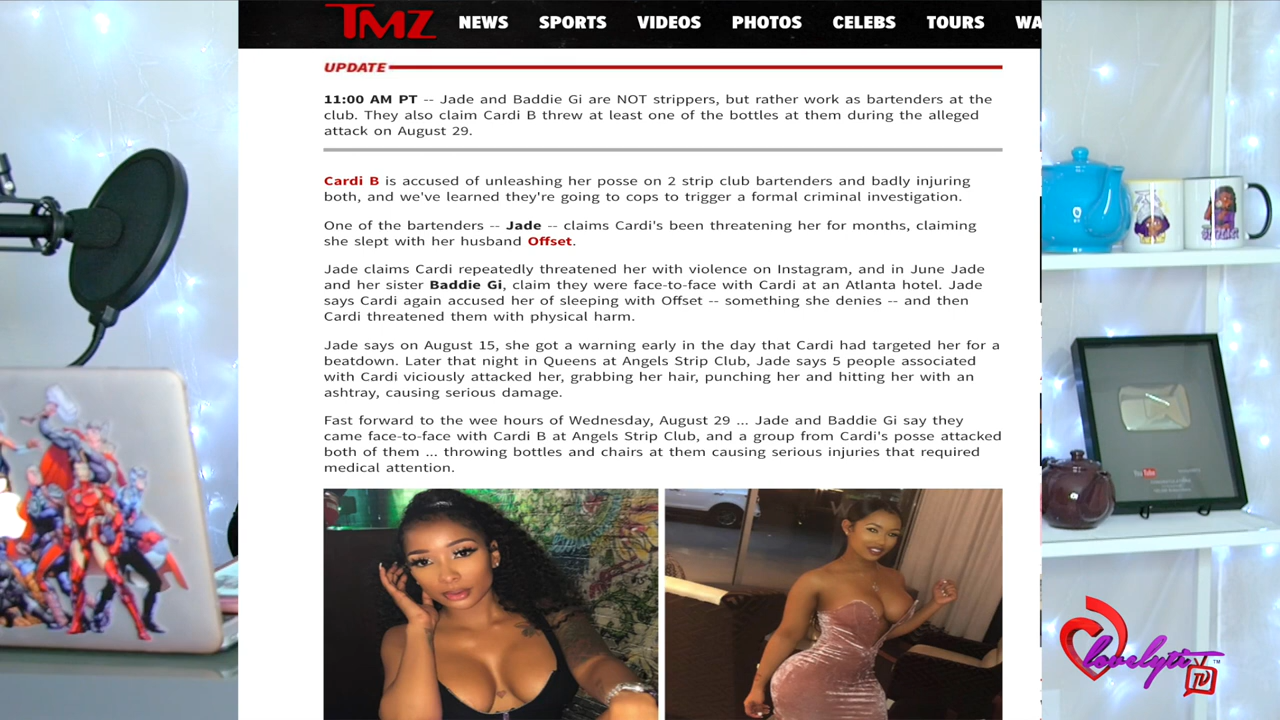 TMZ NEWS SPORTS VIDEOS PHOTOS CELEBS TOURS WA
UPDATE
11:00 AM PT -- Jade and Baddie Gi are NOT strippers, but rather work as bartenders at the
club. They also claim Cardi B threw at least one of the bottles at them during the alleged
attack on August 29.
Cardi B is accused of unleashing her posse on 2 strip club bartenders and badly injuring
both, and we've learned they're going to cops to trigger a formal criminal investigation.
One of the bartenders -- Jade -- claims Cardi's been threatening her for months, claiming
she slept with her husband Offset.
Jade claims Cardi repeatedly threatened her with violence on Instagram, and in June Jade
and her sister Baddie Gi, claim they were face-to-face with Cardi at an Atlanta hotel. Jade
says Cardi again accused her of sleeping with Offset -- something she denies -- and then
Cardi threatened them with physical harm.
Jade says on August 15, she got a warning early in the day that Cardi had targeted her for a
beatdown. Later that night in Queens at Angels Strip Club, Jade says 5 people associated
with Cardi viciously attacked her, grabbing her hair, punching her and hitting her with an
ashtray, causing serious damage.
Fast forward to the wee hours of Wednesday, August 29 ... Jade and Baddie Gi say they
came face-to-face with Cardi B at Angels Strip Club, and a group from Cardi's posse attacked
both of them ... throwing bottles and chairs at them causing serious injuries that required
medical attention.
YouTube
lovelyti TV™